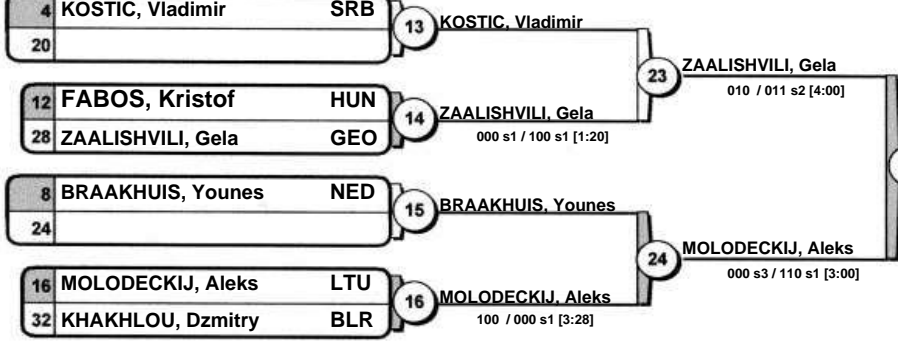 4 KOSTIC, Vladimir SRB
20
13
KOSTIC, Vladimir
12 FABOS, Kristof HUN
28 ZAALISHVILI, Gela GEO
14
ZAALISHVILI, Gela
000 s1 / 100 s1 [1:20]
23
ZAALISHVILI, Gela
010 / 011 s2 [4:00]
8 BRAAKHUIS, Younes NED
24
15
BRAAKHUIS, Younes
16 MOLODECKIJ, Aleks LTU
32 KHAKHLOU, Dzmitry BLR
16
MOLODECKIJ, Aleks
100 / 000 s1 [3:28]
24
MOLODECKIJ, Aleks
000 s3 / 110 s1 [3:00]